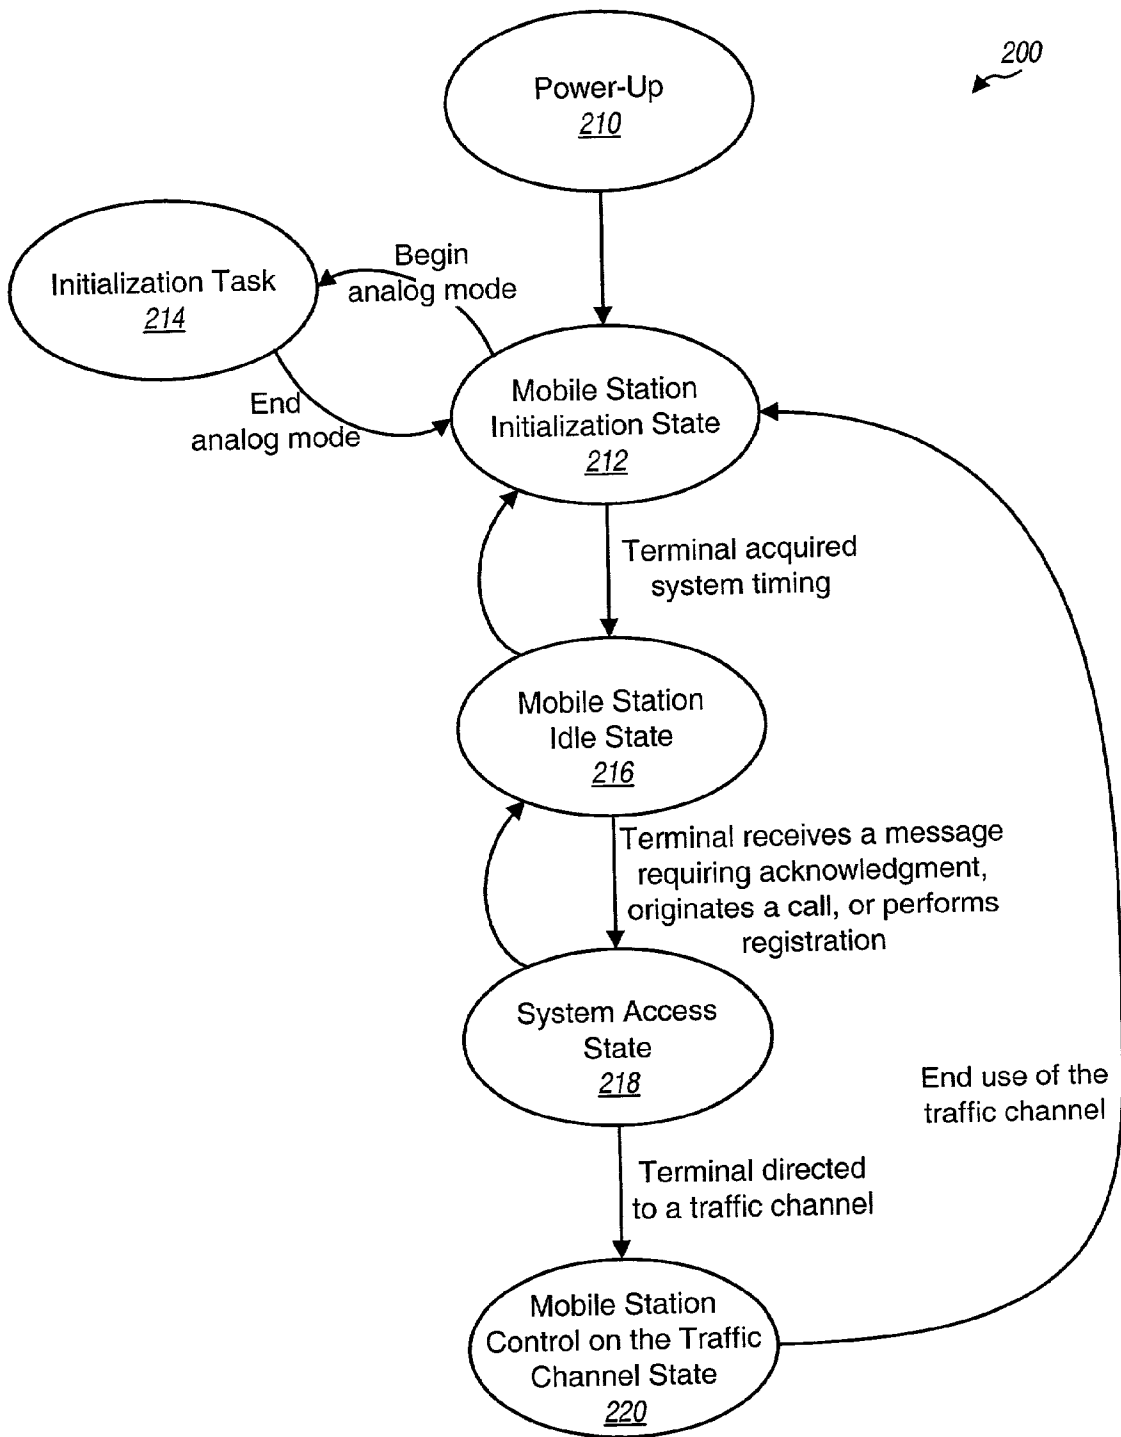 200
Power-Up
210
Begin
analog mode
Initialization Task
214
End
analog mode
Mobile Station
Initialization State
212
Terminal acquired
system timing
Mobile Station
Idle State
216
Terminal receives a message
requiring acknowledgment,
originates a call, or performs
registration
System Access
State
218
End use of the
traffic channel
Terminal directed
to a traffic channel
Mobile Station
Control on the Traffic
Channel State
220